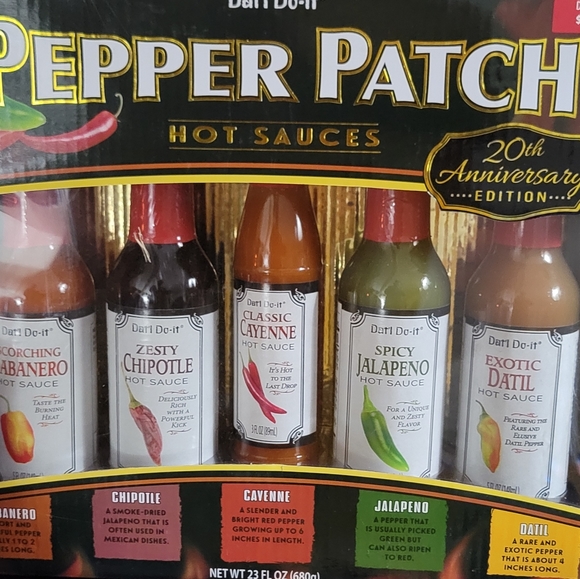 Dat'l Do-it
PEPPER PATCH
HOT SAUCES
20th
Anniversary
EDITION
Dat'l Do-it
SCORCHING
HABANERO
HOT SAUCE
TASTE THE
BURNING
HEAT
Dat'l Do-it
ZESTY
CHIPOTLE
HOT SAUCE
DELICIOUSLY
RICH
WITH A
POWERFUL
KICK
Dat'l Do-it
CLASSIC
CAYENNE
HOT SAUCE
IT'S HOT
TO THE
LAST DROP
3 FL OZ (89mL)
Dat'l Do-it
SPICY
JALAPENO
HOT SAUCE
FOR A UNIQUE
AND ZESTY
FLAVOR
Dat'l Do-it
EXOTIC
DATIL
HOT SAUCE
FEATURING THE
RARE AND
ELUSIVE
DATIL PEPPER
ANERO
CHIPOTLE
A SMOKE-DRIED
JALAPENO THAT IS
OFTEN USED IN
MEXICAN DISHES.
CAYENNE
A SLENDER AND
BRIGHT RED PEPPER
GROWING UP TO 6
INCHES IN LENGTH.
JALAPENO
A PEPPER THAT
IS USUALLY PICKED
GREEN BUT
CAN ALSO RIPEN
TO RED.
DATIL
A RARE AND
EXOTIC PEPPER
THAT IS ABOUT 4
INCHES LONG.
NET WT 23 FL OZ (680g)